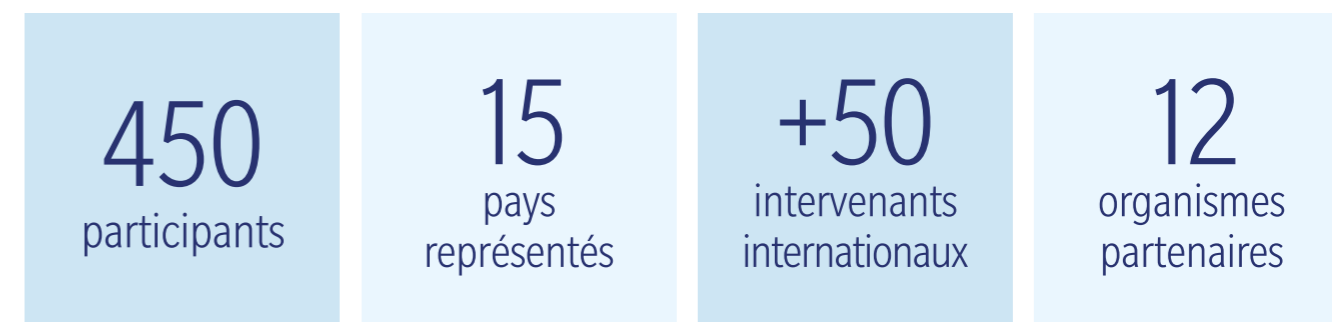 450
participants
15
pays
représentés
+50
intervenants
internationaux
12
organismes
partenaires